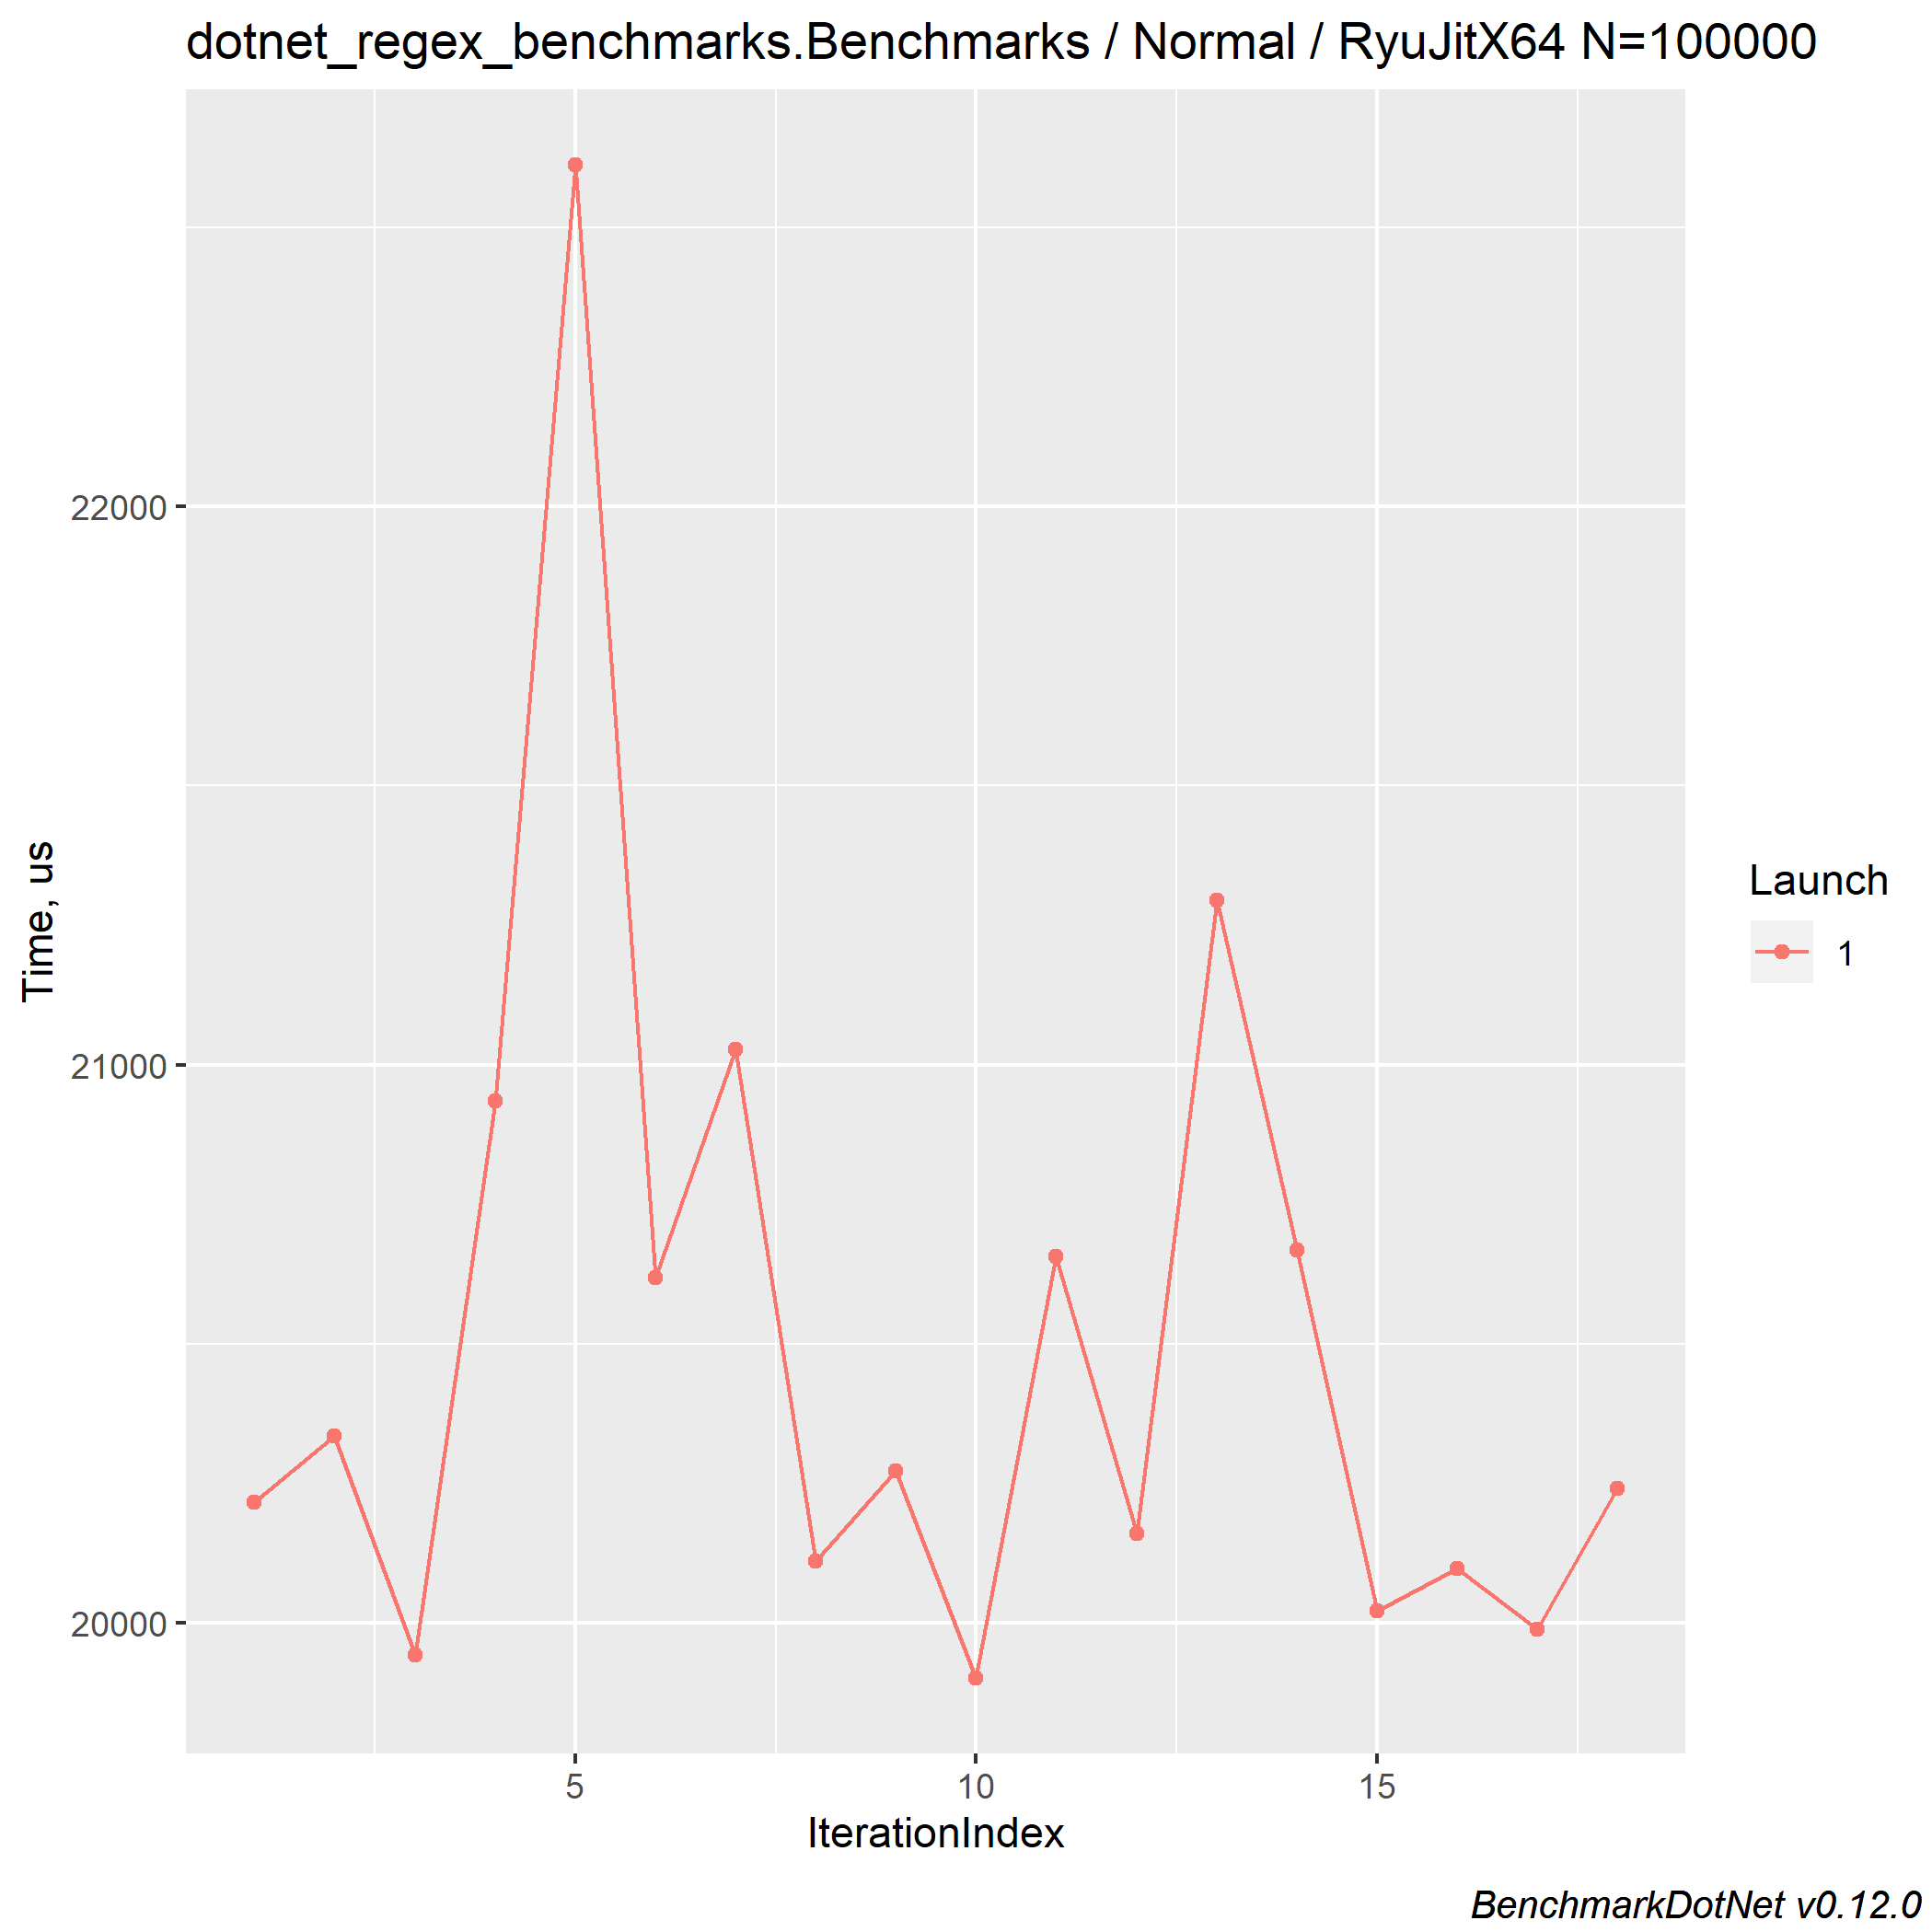 dotnet_regex_benchmarks.Benchmarks / Normal / RyuJitX64 N=100000
Time, us
22000
21000
20000
5 10 15
IterationIndex
Launch
1
BenchmarkDotNet v0.12.0